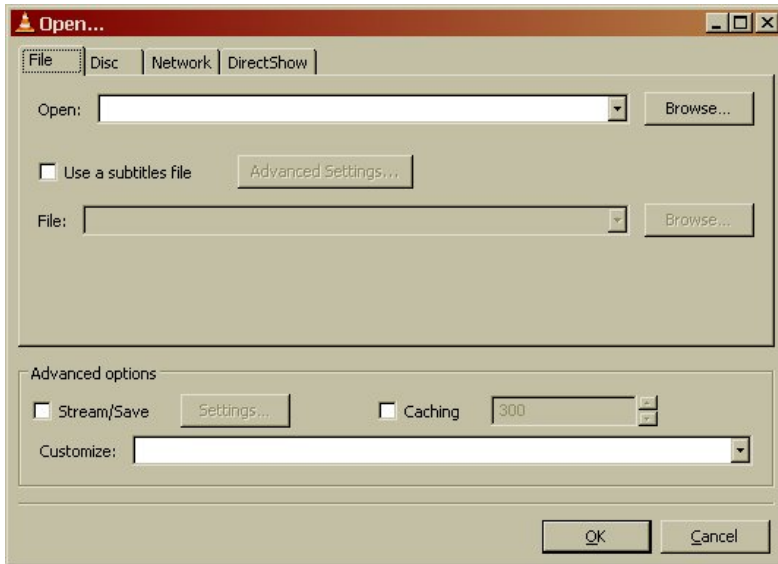 Open...
File Disc Network DirectShow
Open: Browse...
Use a subtitles file Advanced Settings...
File: Browse...
Advanced options
Stream/Save Settings... Caching 300
Customize:
OK Cancel